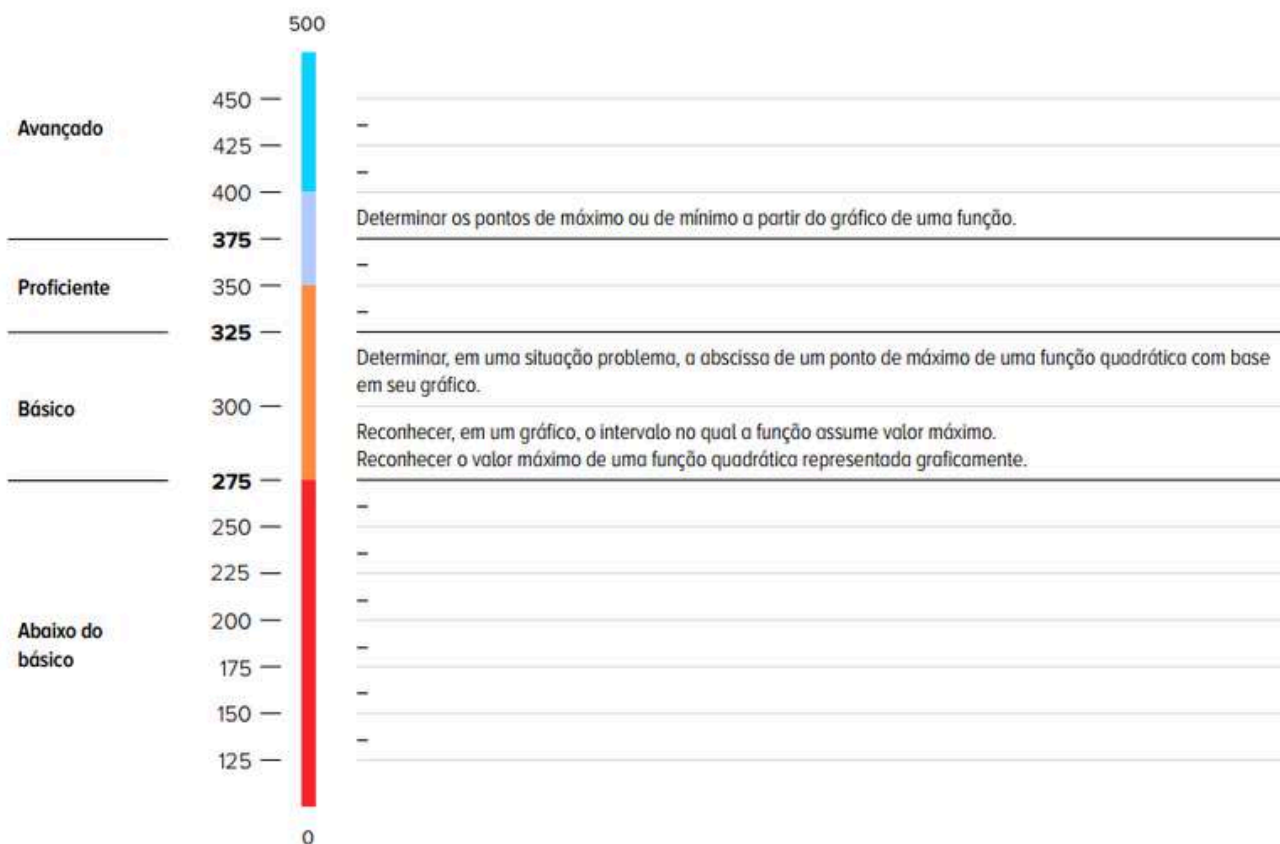 500
450
–
Avançado
425
–
400
Determinar os pontos de máximo ou de mínimo a partir do gráfico de uma função.
375
–
Proficiente
350
–
325
Determinar, em uma situação problema, a abscissa de um ponto de máximo de uma função quadrática com base
em seu gráfico.
Básico
300
Reconhecer, em um gráfico, o intervalo no qual a função assume valor máximo.
Reconhecer o valor máximo de uma função quadrática representada graficamente.
275
–
250
–
225
–
200
Abaixo do
básico
–
175
–
150
–
125
0